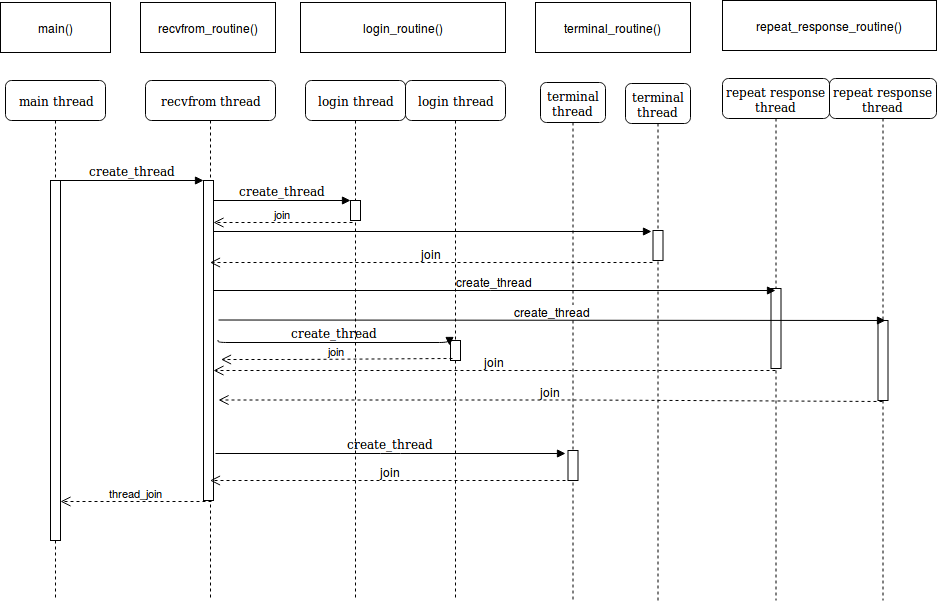 main()
recvfrom_routine()
login_routine()
terminal_routine()
repeat_response_routine()
main thread
recvfrom thread
login thread
login thread
terminal
thread
terminal
thread
repeat response
thread
repeat response
thread
create_thread
create_thread
join
join
create_thread
create_thread
create_thread
join
join
join
create_thread
join
thread_join